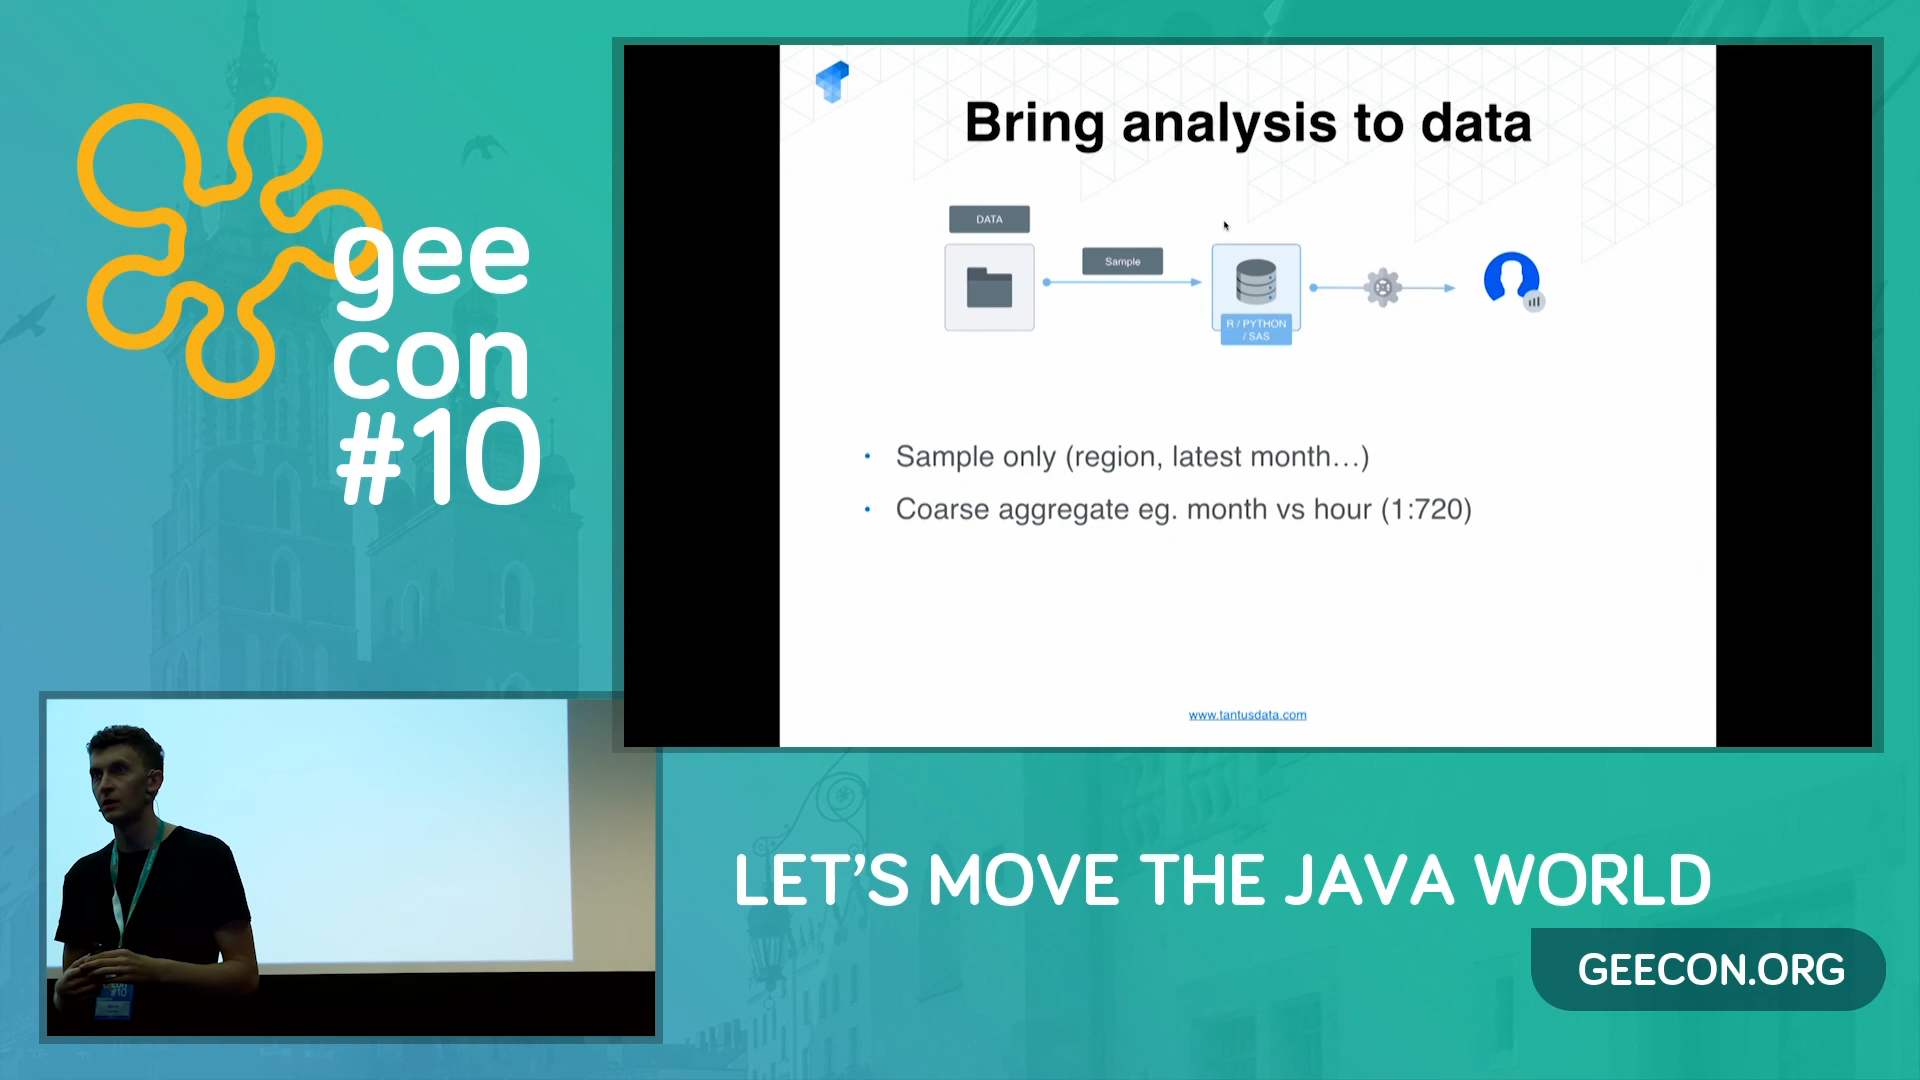 gee
con
#10
Bring analysis to data
DATA
Sample
R / PYTHON
/ SAS
• Sample only (region, latest month…)
• Coarse aggregate eg. month vs hour (1:720)
www.tantusdata.com
#10
LET’S MOVE THE JAVA WORLD
GEECON.ORG